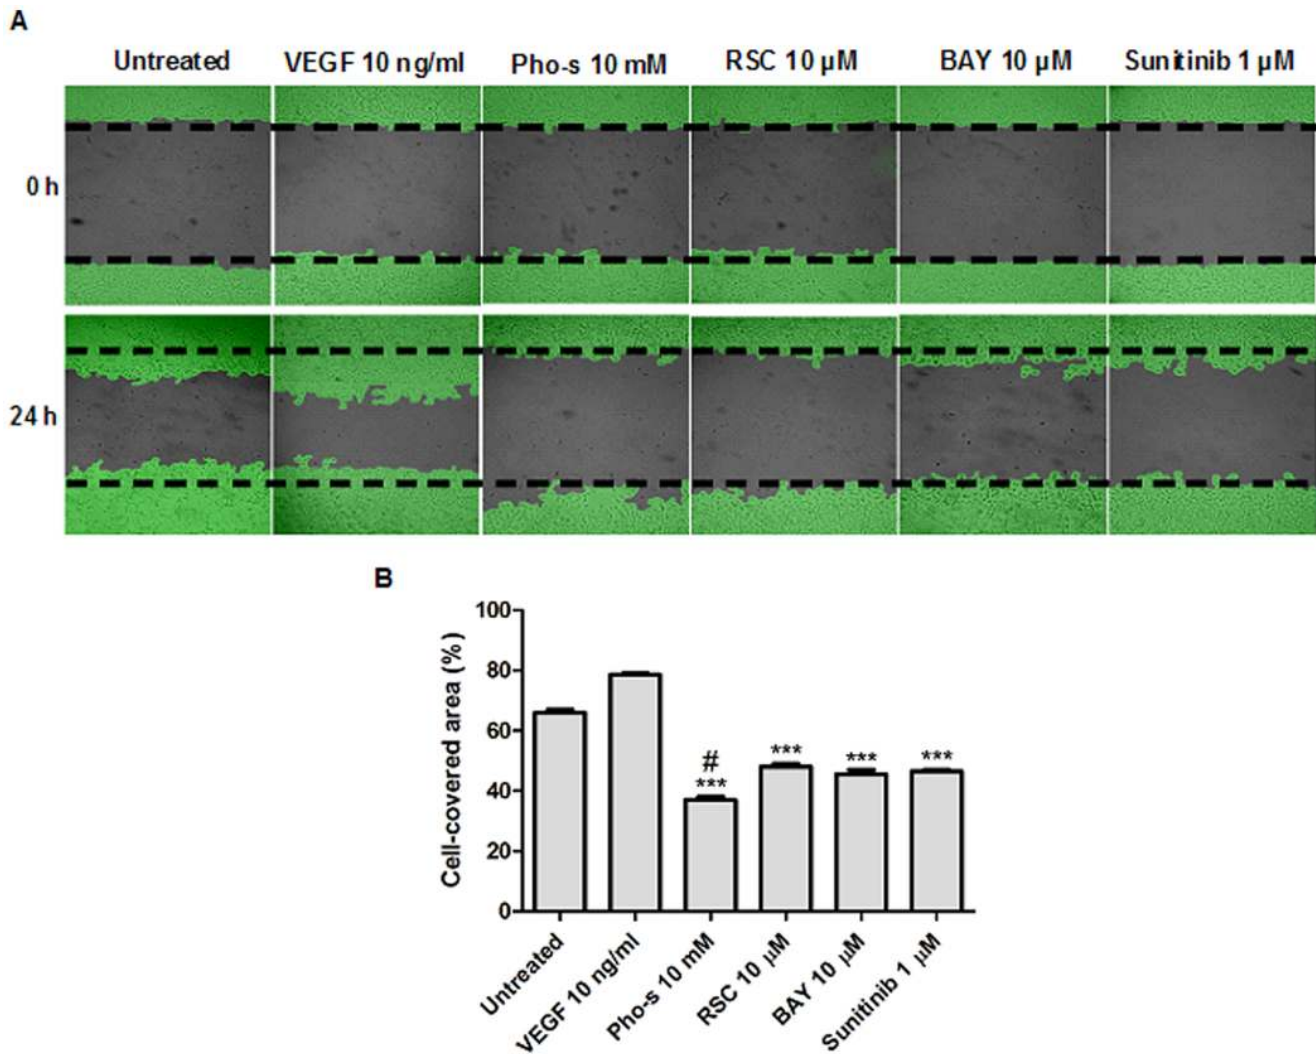 A
Untreated VEGF 10 ng/ml Pho-s 10 mM RSC 10 µM BAY 10 µM Sunitinib 1 µM
0 h
24 h
B
Cell-covered area (%)
100
80
60
40
20
0
#
***
***
***
***
Untreated
VEGF 10 ng/ml
Pho-s 10 mM
RSC 10 µM
BAY 10 µM
Sunitinib 1 µM